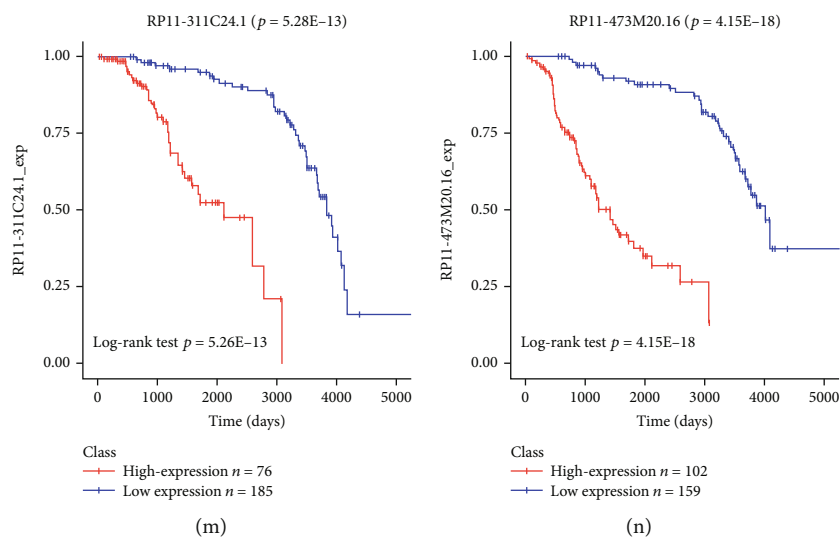 RP11-311C24.1 (p = 5.28E–13)
1.00
0.75
0.50
0.25
0.00
RP11-311C24.1_exp
Log-rank test p = 5.26E–13
0 1000 2000 3000 4000 5000
Time (days)
Class
High-expression n = 76
Low expression n = 185
(m)
RP11-473M20.16 (p = 4.15E–18)
1.00
0.75
0.50
0.25
0.00
RP11-473M20.16_exp
Log-rank test p = 4.15E–18
0 1000 2000 3000 4000 5000
Time (days)
Class
High-expression n = 102
Low expression n = 159
(n)